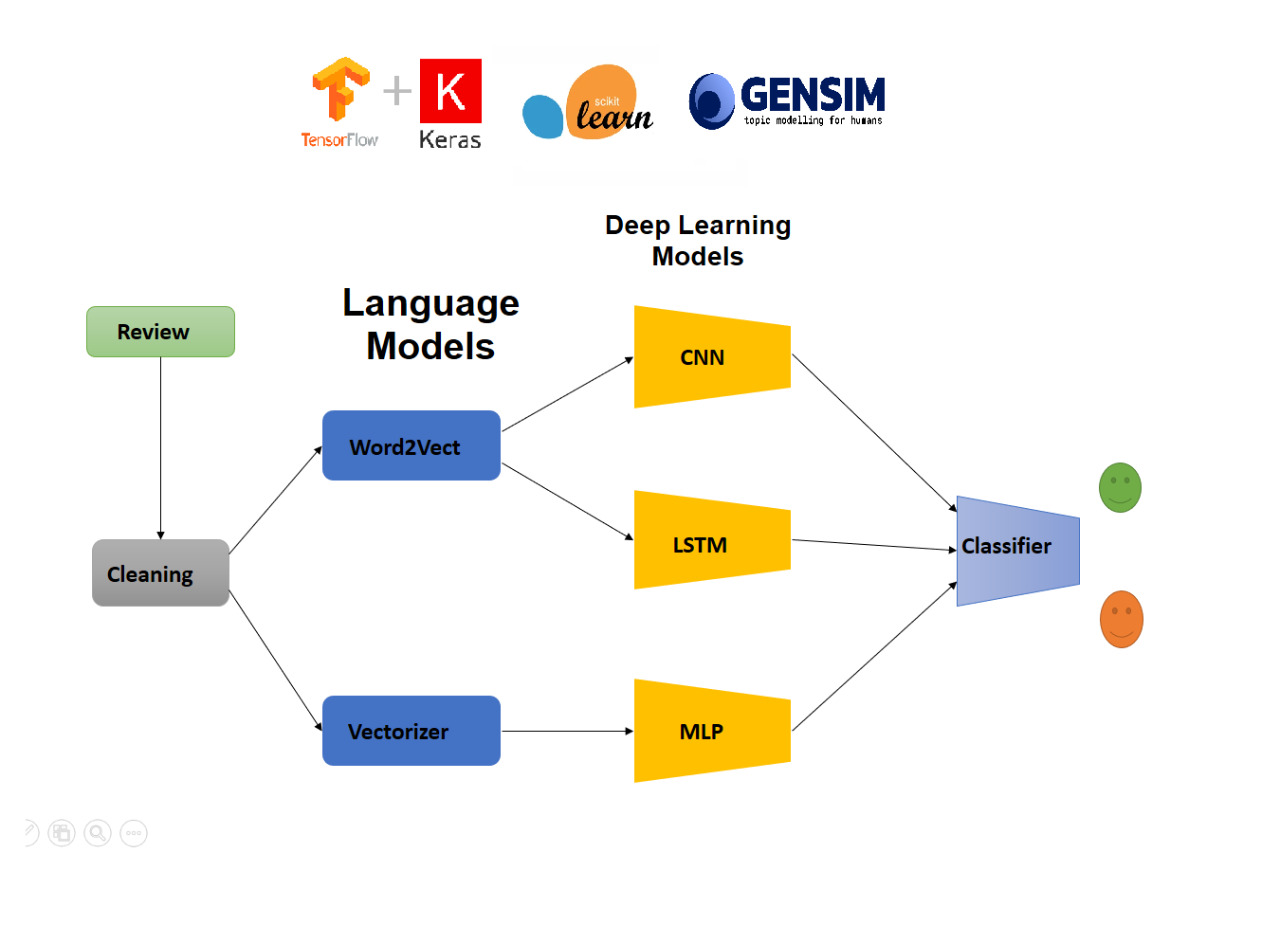 TensorFlow
K
Keras
scikit
learn
GENSIM
topic modelling for humans
Deep Learning
Models
Language
Models
Review
CNN
Word2Vect
LSTM
Classifier
Cleaning
Vectorizer
MLP